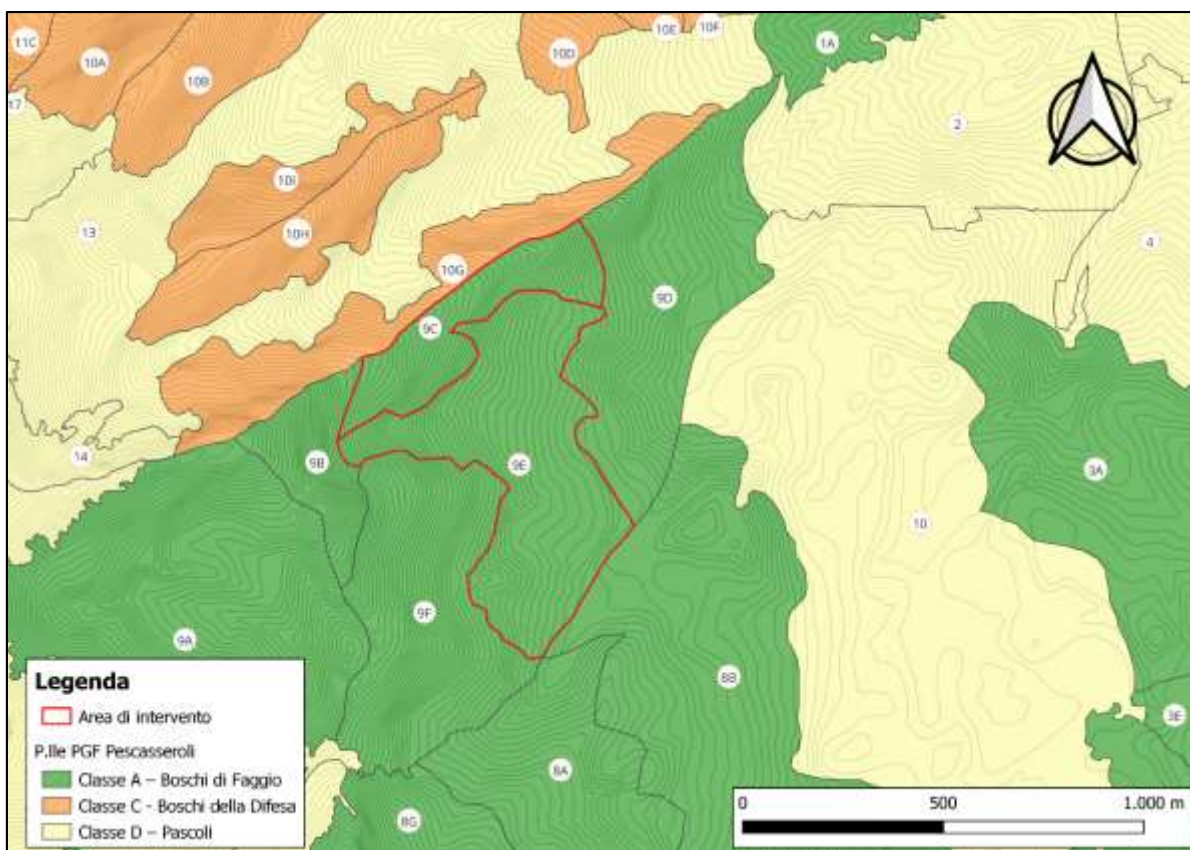 11C
10A
10B
10E
10F
10D
1A
17
2
10I
13
10H
4
10G
9D
9C
14
9B
9E
3A
10
9A
9F
8B
3E
8A
8G
Legenda
Area di intervento
P.lle PGF Pescasseroli
Classe A – Boschi di Faggio
Classe C - Boschi della Difesa
Classe D – Pascoli
0 500 1.000 m